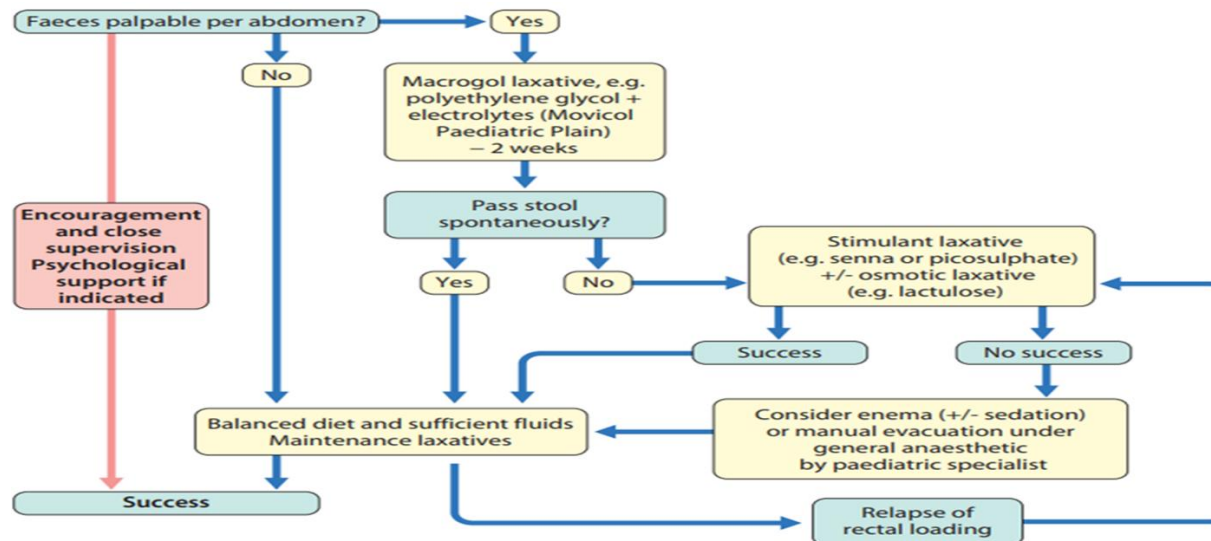 Faeces palpable per abdomen?
Yes
No
Macrogol laxative, e.g.
polyethylene glycol +
electrolytes (Movicol
Paediatric Plain)
– 2 weeks
Encouragement
and close
supervision
Psychological
support if
indicated
Pass stool
spontaneously?
Yes
No
Stimulant laxative
(e.g. senna or picosulphate)
+/- osmotic laxative
(e.g. lactulose)
Success
No success
Balanced diet and sufficient fluids
Maintenance laxatives
Consider enema (+/- sedation)
or manual evacuation under
general anaesthetic
by paediatric specialist
Success
Relapse of
rectal loading